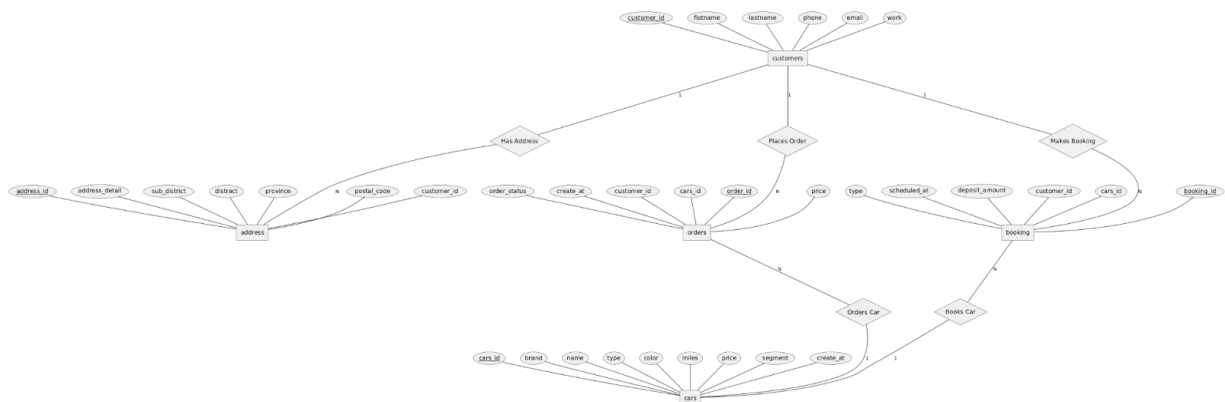 customer_id fistname lastname phone email work
customers
1 1 1
Has Address Places Order Makes Booking
address_id address_detail sub_district distract province N postal_code customer_id order_status create_at customer_id cars_id order_id N price type scheduled_at deposit_amount customer_id cars_id N booking_id
address orders booking
N N
Orders Car Books Car
cars_id brand name type color miles price segment create_at 1 1
cars